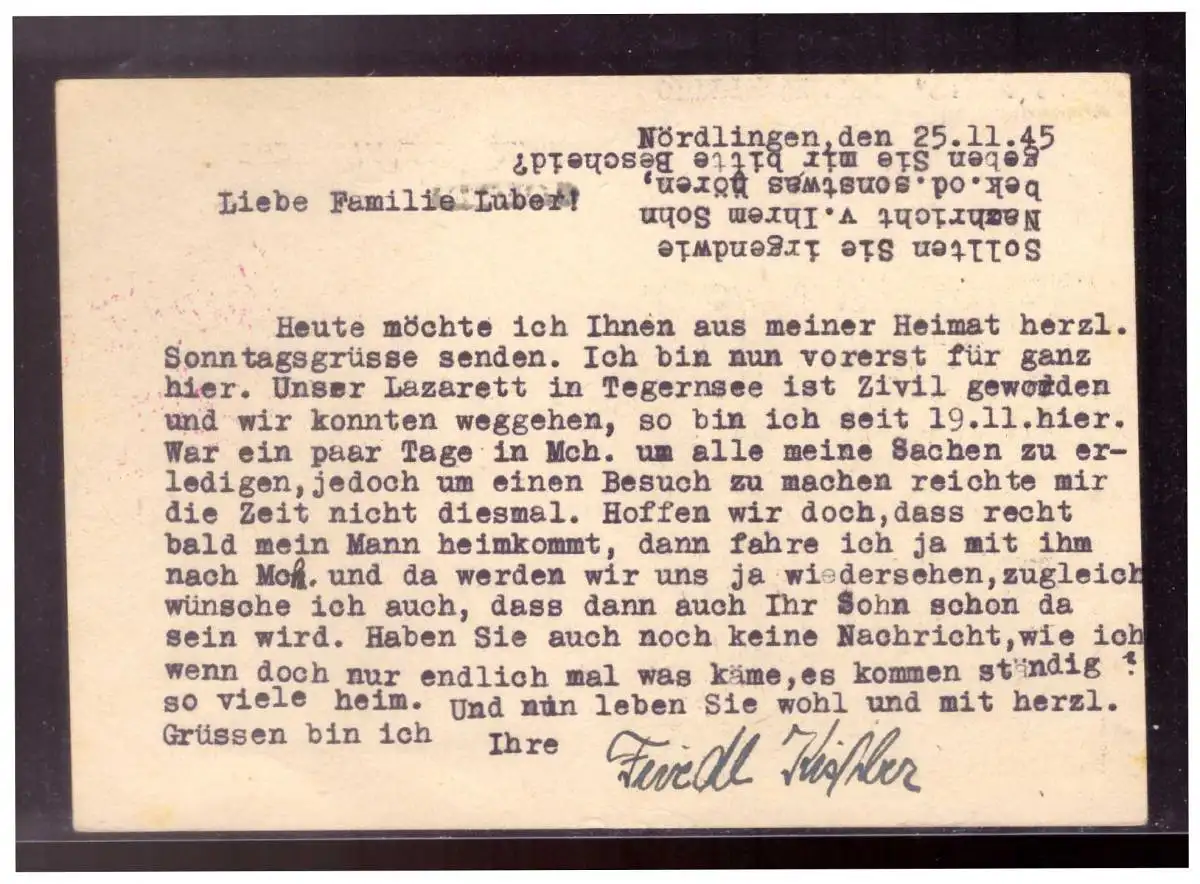 Nördlingen,den 25.11.45
Liebe Familie Luber!
Heute möchte ich Ihnen aus meiner Heimat herzl.
Sonntagsgrüsse senden. Ich bin nun vorerst für ganz
hier. Unser Lazarett in Tegernsee ist Zivil geworden
und wir konnten weggehen, so bin ich seit 19.11.hier.
War ein paar Tage in Mch. um alle meine Sachen zu er-
ledigen,jedoch um einen Besuch zu machen reichte mir
die Zeit nicht diesmal. Hoffen wir doch,dass recht
bald mein Mann heimkommt, dann fahre ich ja mit ihm
nach Mch. und da werden wir uns ja wiedersehen,zugleich
wünsche ich auch, dass dann auch Ihr Sohn schon da
sein wird. Haben Sie auch noch keine Nachricht,wie ich
wenn doch nur endlich mal was käme,es kommen ständig
so viele heim. Und nun leben Sie wohl und mit herzl.
Grüssen bin ich Ihre Friedl
Sollten Sie irgendwie
Nachricht v.Ihrem Sohn
bek.od.sonstwas hören,
geben Sie mir bitte Bescheid?